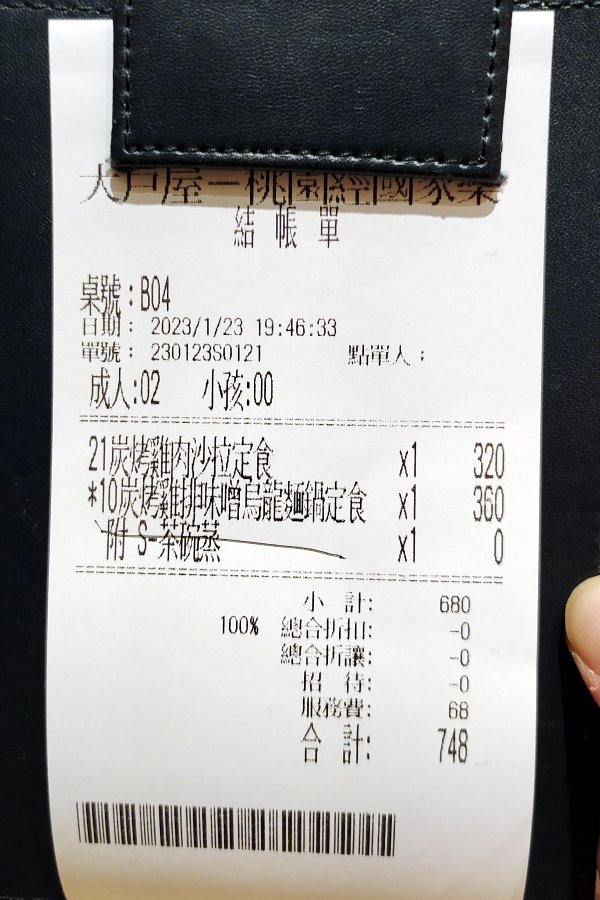 大戶屋－桃園經國家樂
結 帳 單
桌號：B04
日期： 2023/1/23 19:46:33
單號： 23012380121 點單人：
成人:02 小孩:00
21炭烤雞肉沙拉定食 x1 320
*10炭烤雞排味噌烏龍麵鍋定食 x1 360
附 S-茶碗蒸 x1 0
小 計: 680
100% 總合折扣: -0
總合折讓: -0
招 待: -0
服務費: 68
合 計: 748